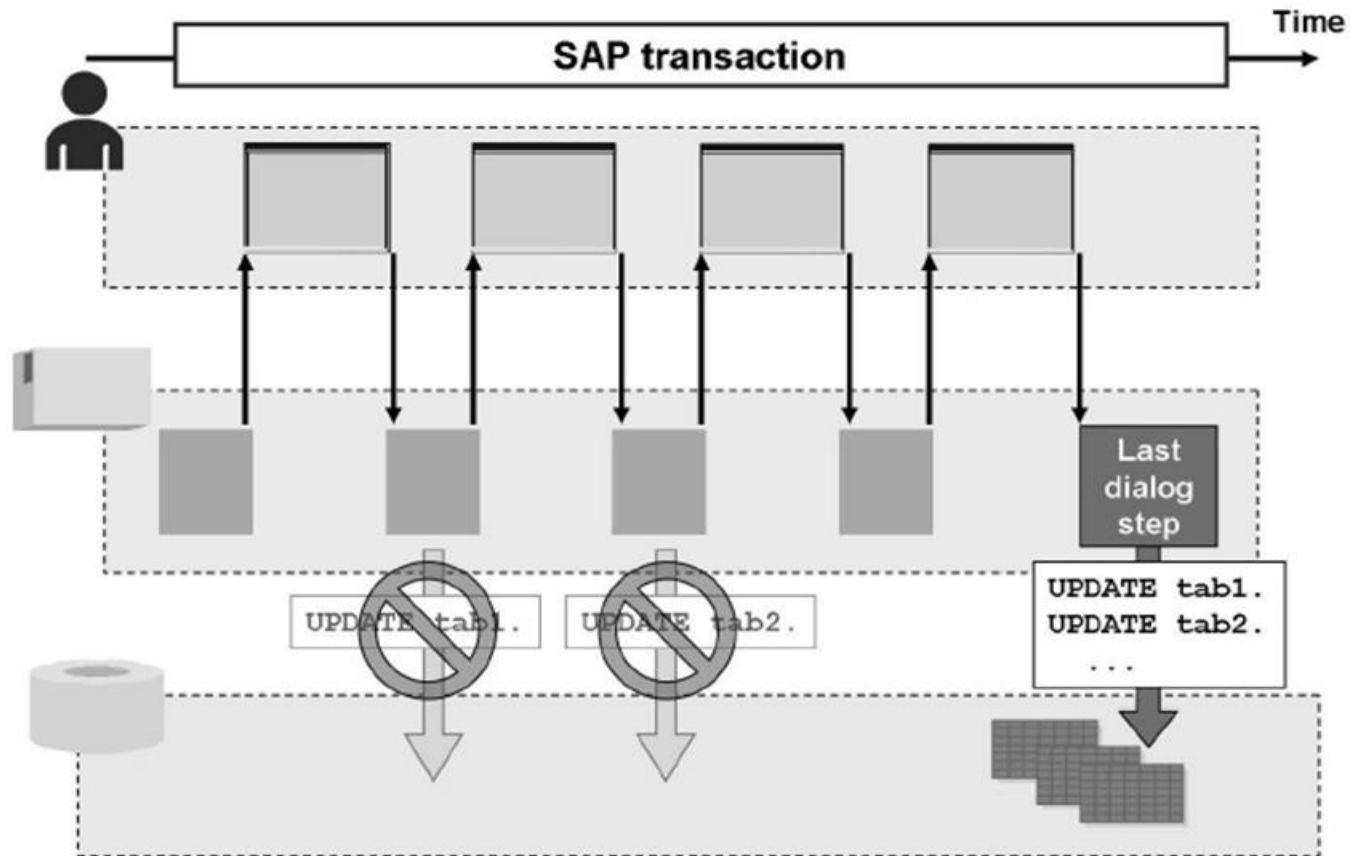 Time
SAP transaction
Last
dialog
step
UPDATE tab1.
UPDATE tab2.
UPDATE tab1.
UPDATE tab2.
...